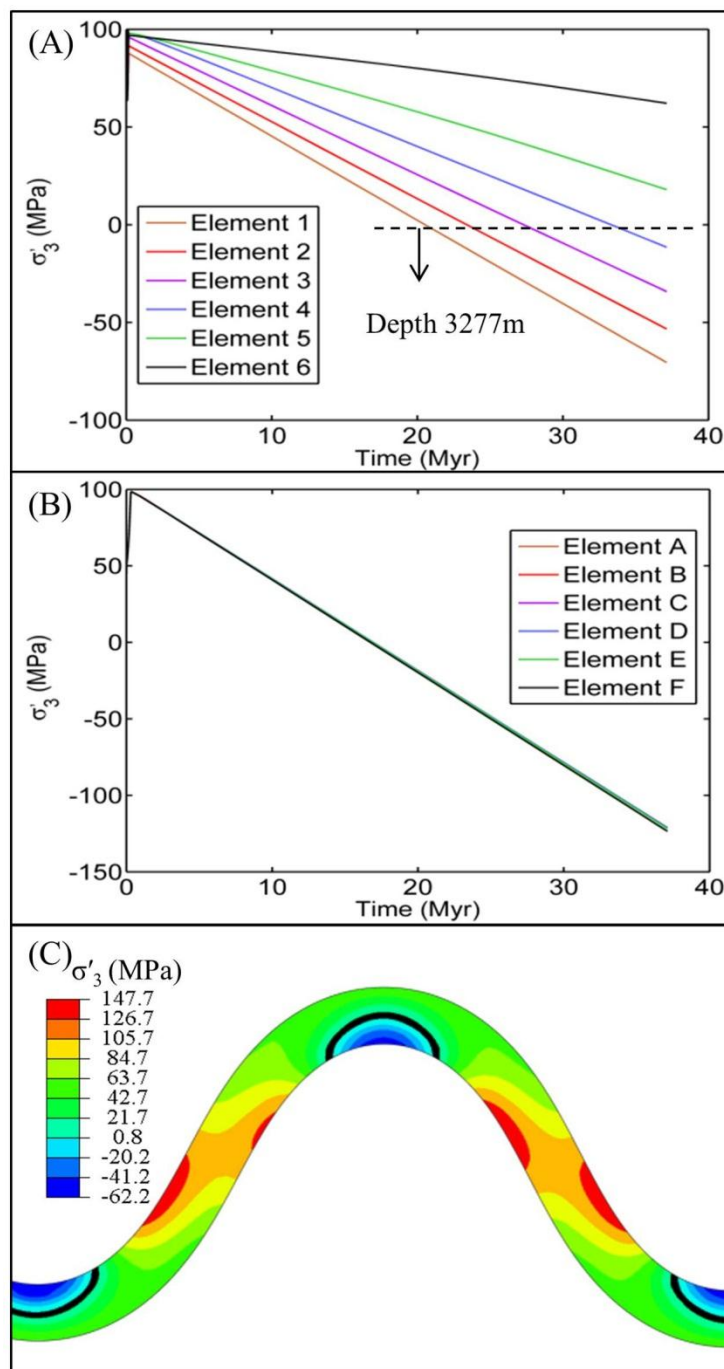 (A)
100
50
0
-50
-100
σ'3 (MPa)
Element 1
Element 2
Element 3
Element 4
Element 5
Element 6
Depth 3277m
0
10
20
30
40
Time (Myr)
(B)
100
50
0
-50
-100
-150
σ'3 (MPa)
Element A
Element B
Element C
Element D
Element E
Element F
0
10
20
30
40
Time (Myr)
(C)
σ'3 (MPa)
147.7
126.7
105.7
84.7
63.7
42.7
21.7
0.8
-20.2
-41.2
-62.2